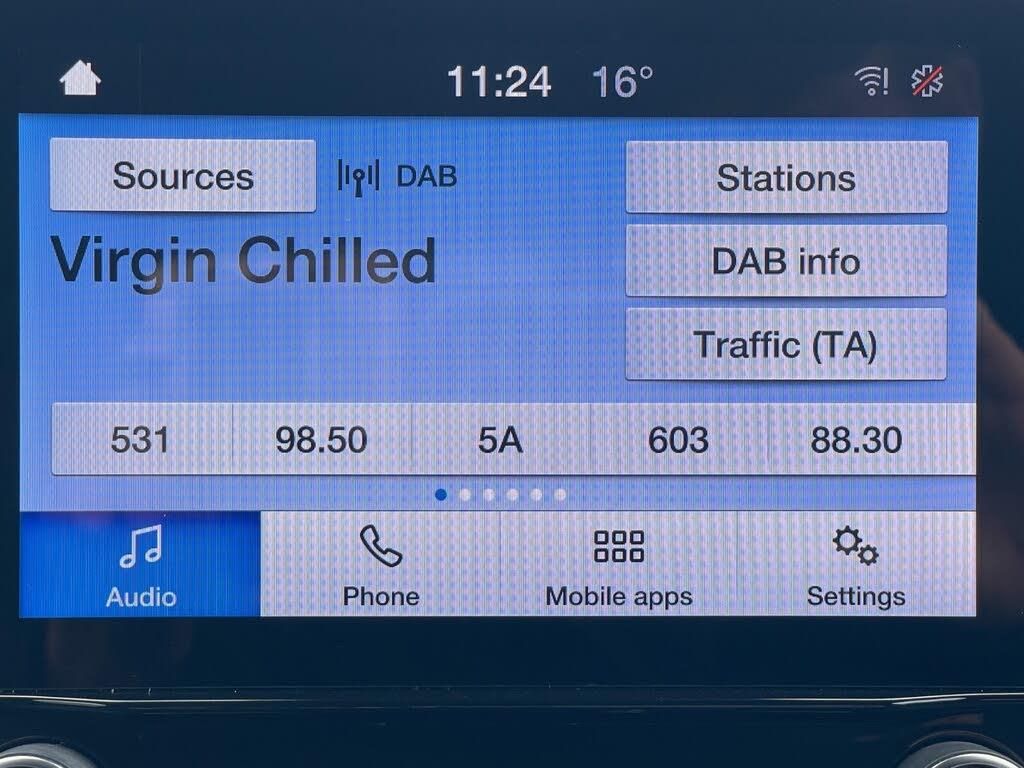 11:24 16°
Sources DAB Stations
Virgin Chilled DAB info
Traffic (TA)
531 98.50 5A 603 88.30
Audio Phone Mobile apps Settings